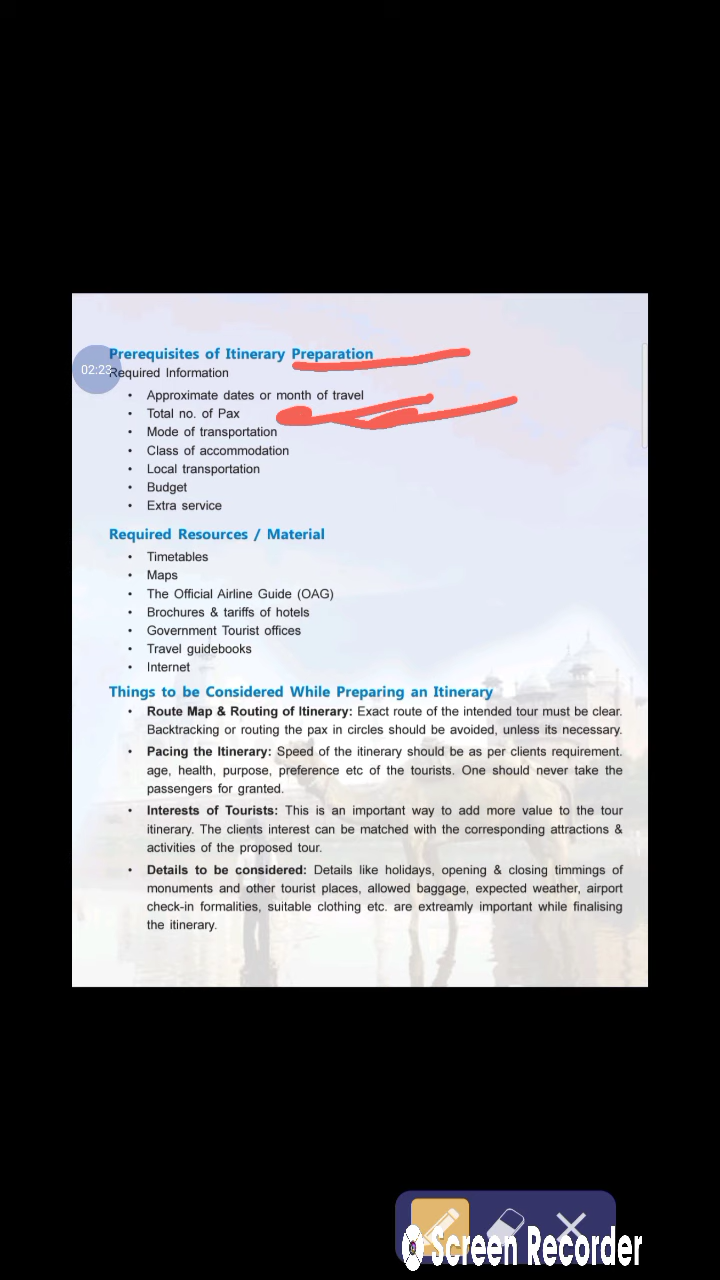 Prerequisites of Itinerary Preparation
02:23
Required Information
• Approximate dates or month of travel
• Total no. of Pax
• Mode of transportation
• Class of accommodation
• Local transportation
• Budget
• Extra service
Required Resources / Material
• Timetables
• Maps
• The Official Airline Guide (OAG)
• Brochures & tariffs of hotels
• Government Tourist offices
• Travel guidebooks
• Internet
Things to be Considered While Preparing an Itinerary
• Route Map & Routing of Itinerary: Exact route of the intended tour must be clear.
Backtracking or routing the pax in circles should be avoided, unless its necessary.
• Pacing the Itinerary: Speed of the itinerary should be as per clients requirement.
age, health, purpose, preference etc of the tourists. One should never take the
passengers for granted.
• Interests of Tourists: This is an important way to add more value to the tour
itinerary. The clients interest can be matched with the corresponding attractions &
activities of the proposed tour.
• Details to be considered: Details like holidays, opening & closing timmings of
monuments and other tourist places, allowed baggage, expected weather, airport
check-in formalities, suitable clothing etc. are extreamly important while finalising
the itinerary.
Screen Recorder